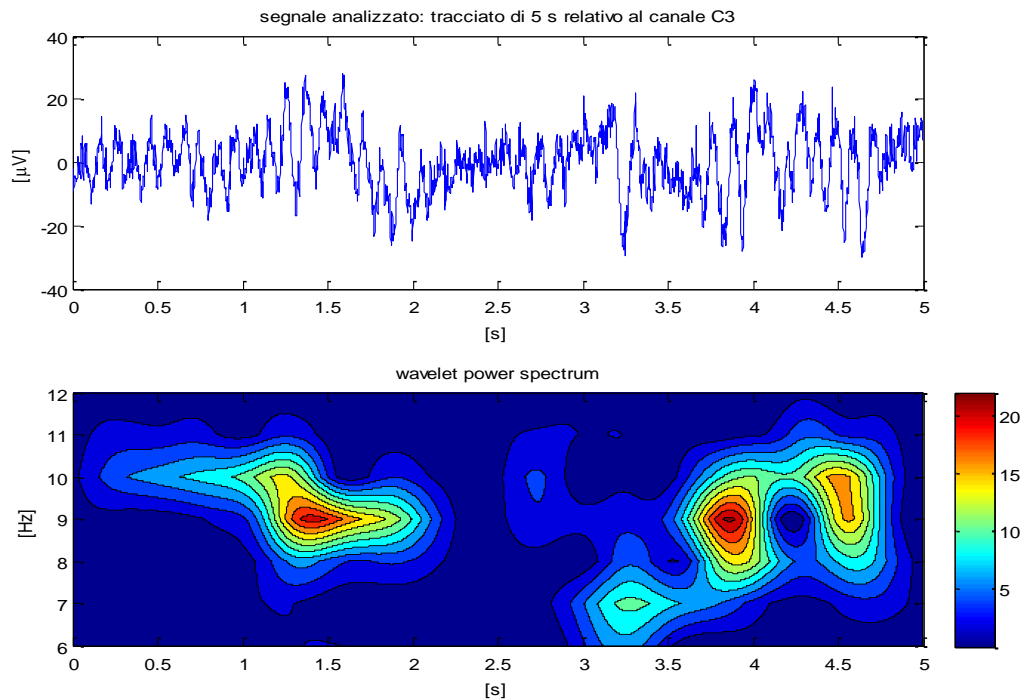 segnale analizzato: tracciato di 5 s relativo al canale C3
40
20
0
-20
-40
[µV]
0 0.5 1 1.5 2 2.5 3 3.5 4 4.5 5
[s]
wavelet power spectrum
12
11
10
9
8
7
6
[Hz]
0 0.5 1 1.5 2 2.5 3 3.5 4 4.5 5
[s]
20
15
10
5